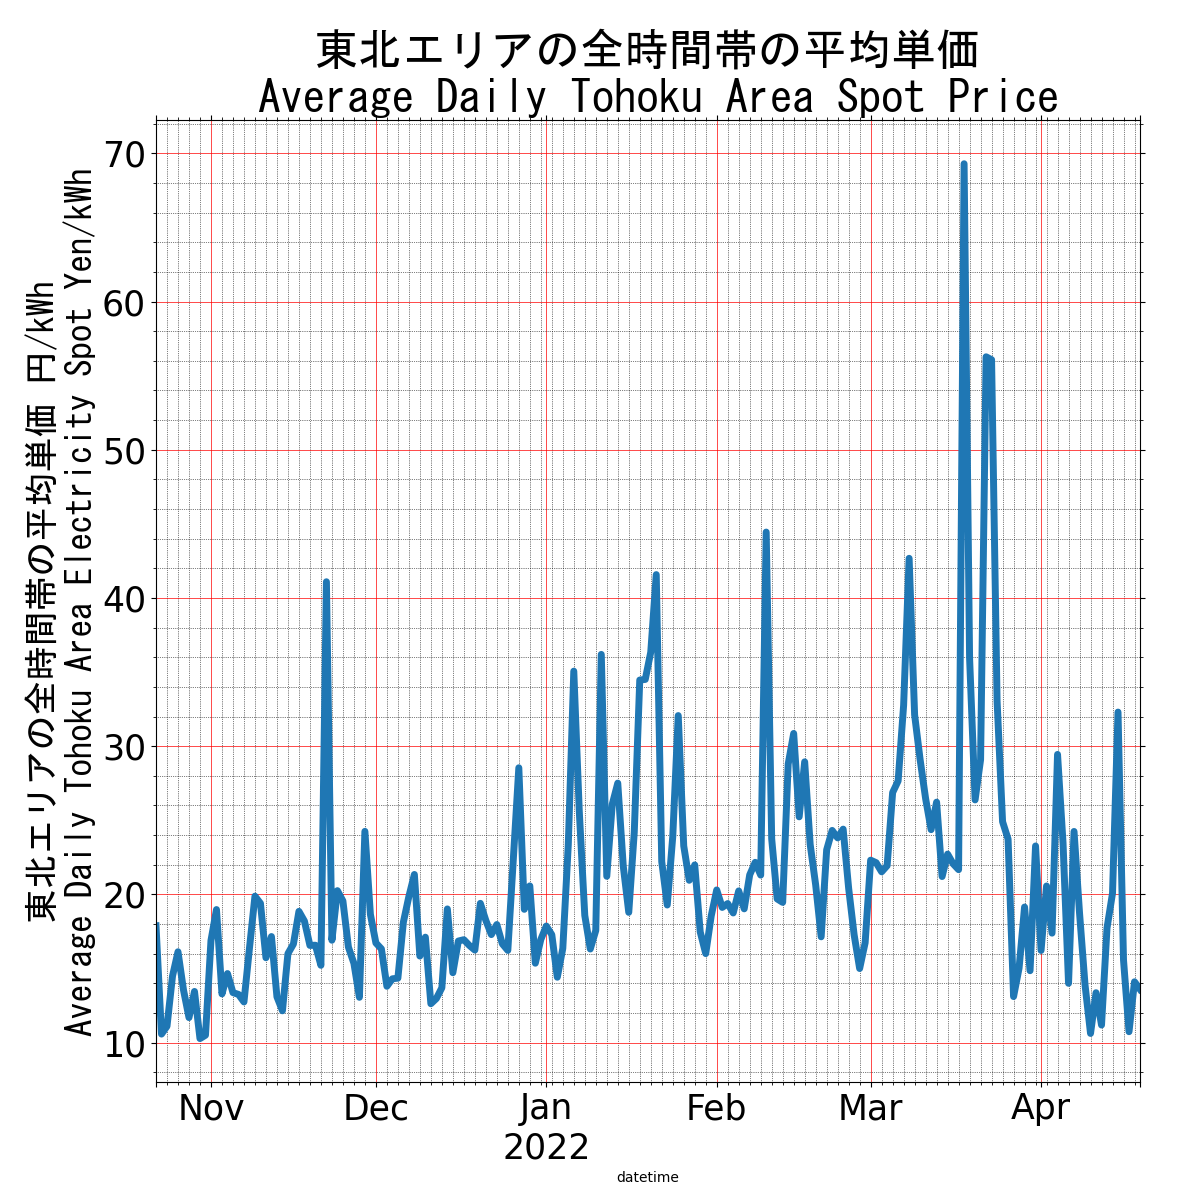 東北エリアの全時間帯の平均単価
Average Daily Tohoku Area Spot Price
東北エリアの全時間帯の平均単価 円/kWh
Average Daily Tohoku Area Electricity Spot Yen/kWh
70
60
50
40
30
20
10
Nov
Dec
Jan
2022
Feb
Mar
Apr
datetime